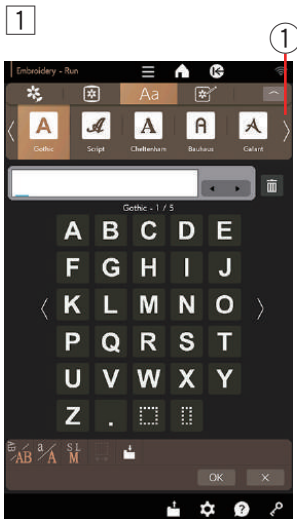 1
1
Embroidery - Run
Aa
A A A A A
Gothic Script Cheltenham Bauhaus Galant
Gothic - 1 / 5
A B C D E
F G H I J
K L M N O
P Q R S T
U V W X Y
Z .
AB a/A S L M
OK ×
?